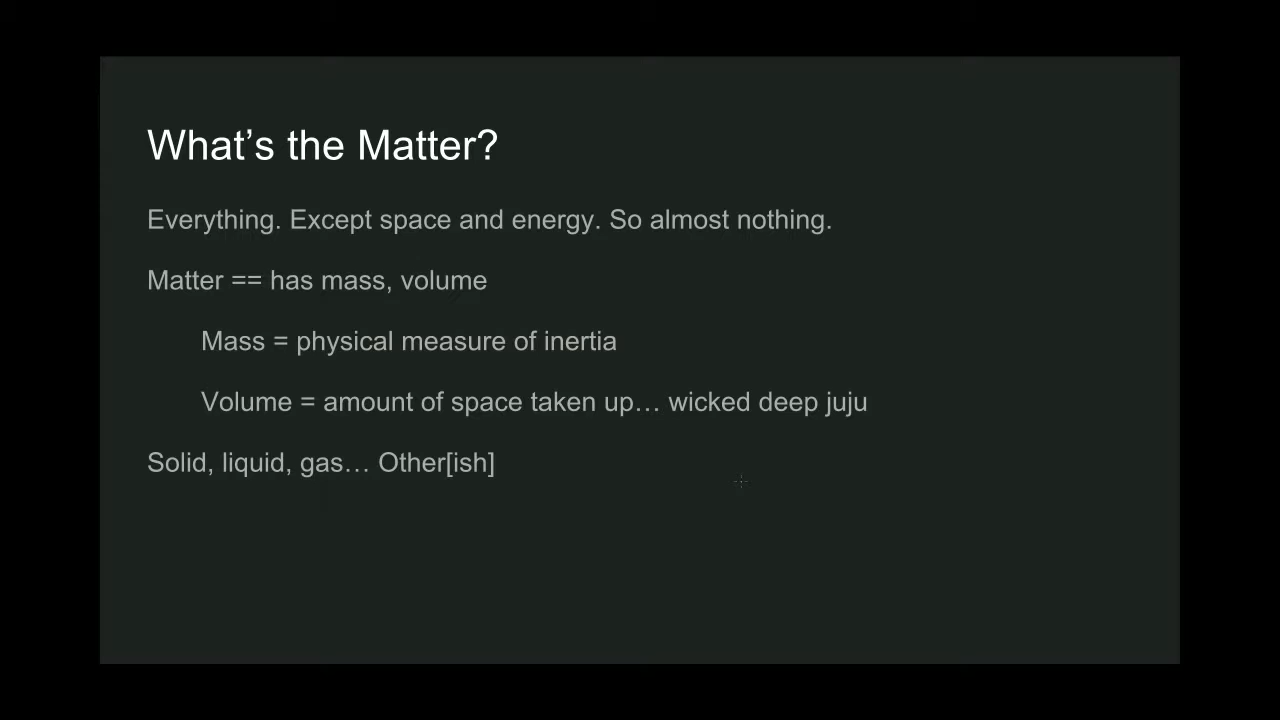 What’s the Matter?
Everything. Except space and energy. So almost nothing.
Matter == has mass, volume
Mass = physical measure of inertia
Volume = amount of space taken up… wicked deep juju
Solid, liquid, gas… Other[ish]